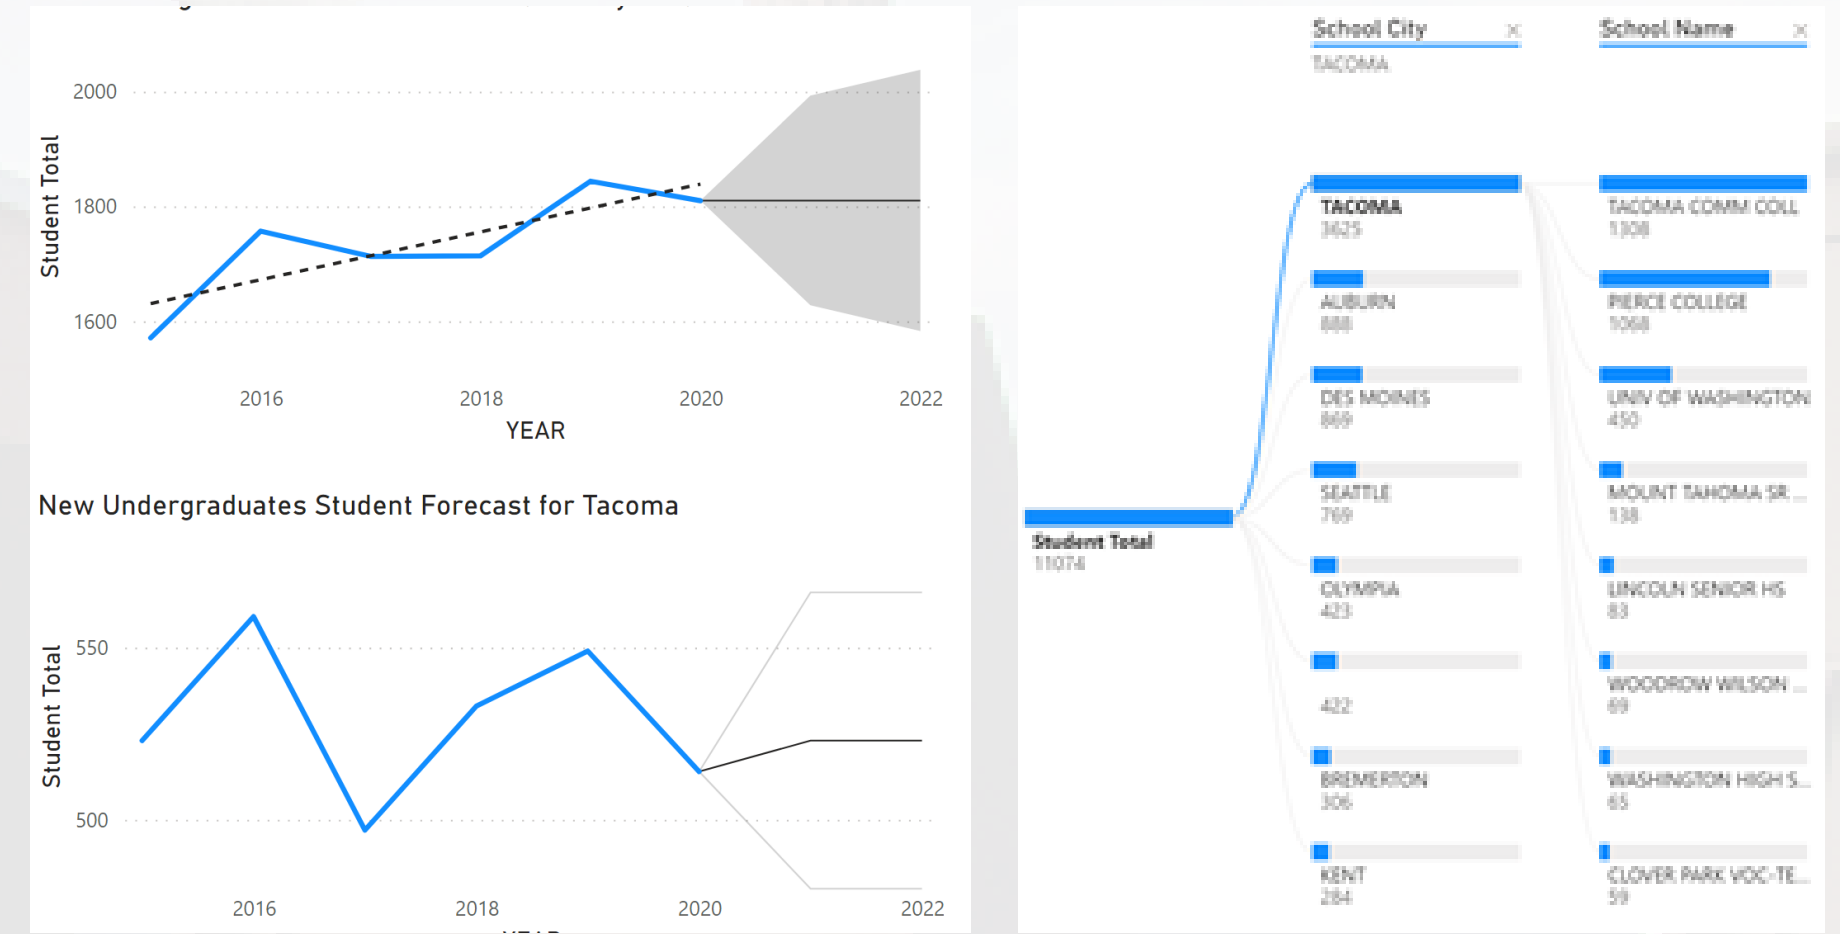 2000
1800
1600
Student Total
2016
2018
2020
2022
YEAR
New Undergraduates Student Forecast for Tacoma
550
500
Student Total
2016
2018
2020
2022
YEAR
Student Total
11074
School City
TACOMA
TACOMA
3625
AUBURN
888
DES MOINES
869
SEATTLE
769
OLYMPIA
423
422
BREMERTON
306
KENT
284
School Name
TACOMA COMM COLL
1308
PIERCE COLLEGE
1068
UNIV OF WASHINGTON
450
MOUNT TAHOMA SR ...
138
LINCOLN SENIOR HS
83
WOODROW WILSON ...
69
WASHINGTON HIGH S...
65
CLOVER PARK VOC-TE...
59